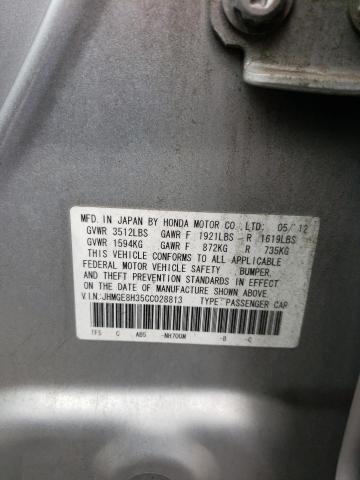 MFD. IN JAPAN BY HONDA MOTOR CO.,LTD. 05/12
GVWR 3512LBS GAWR F 1921LBS - R 1619LBS
GVWR 1594KG GAWR F 872KG R 735KG
THIS VEHICLE CONFORMS TO ALL APPLICABLE
FEDERAL MOTOR VEHICLE SAFETY BUMPER,
AND THEFT PREVENTION STANDARDS IN EFFECT
ON THE DATE OF MANUFACTURE SHOWN ABOVE.
V.I.N:JHMGE8H35CC028813 TYPE: PASSENGER CAR
TF5 C AB5 -NH700M -B -C